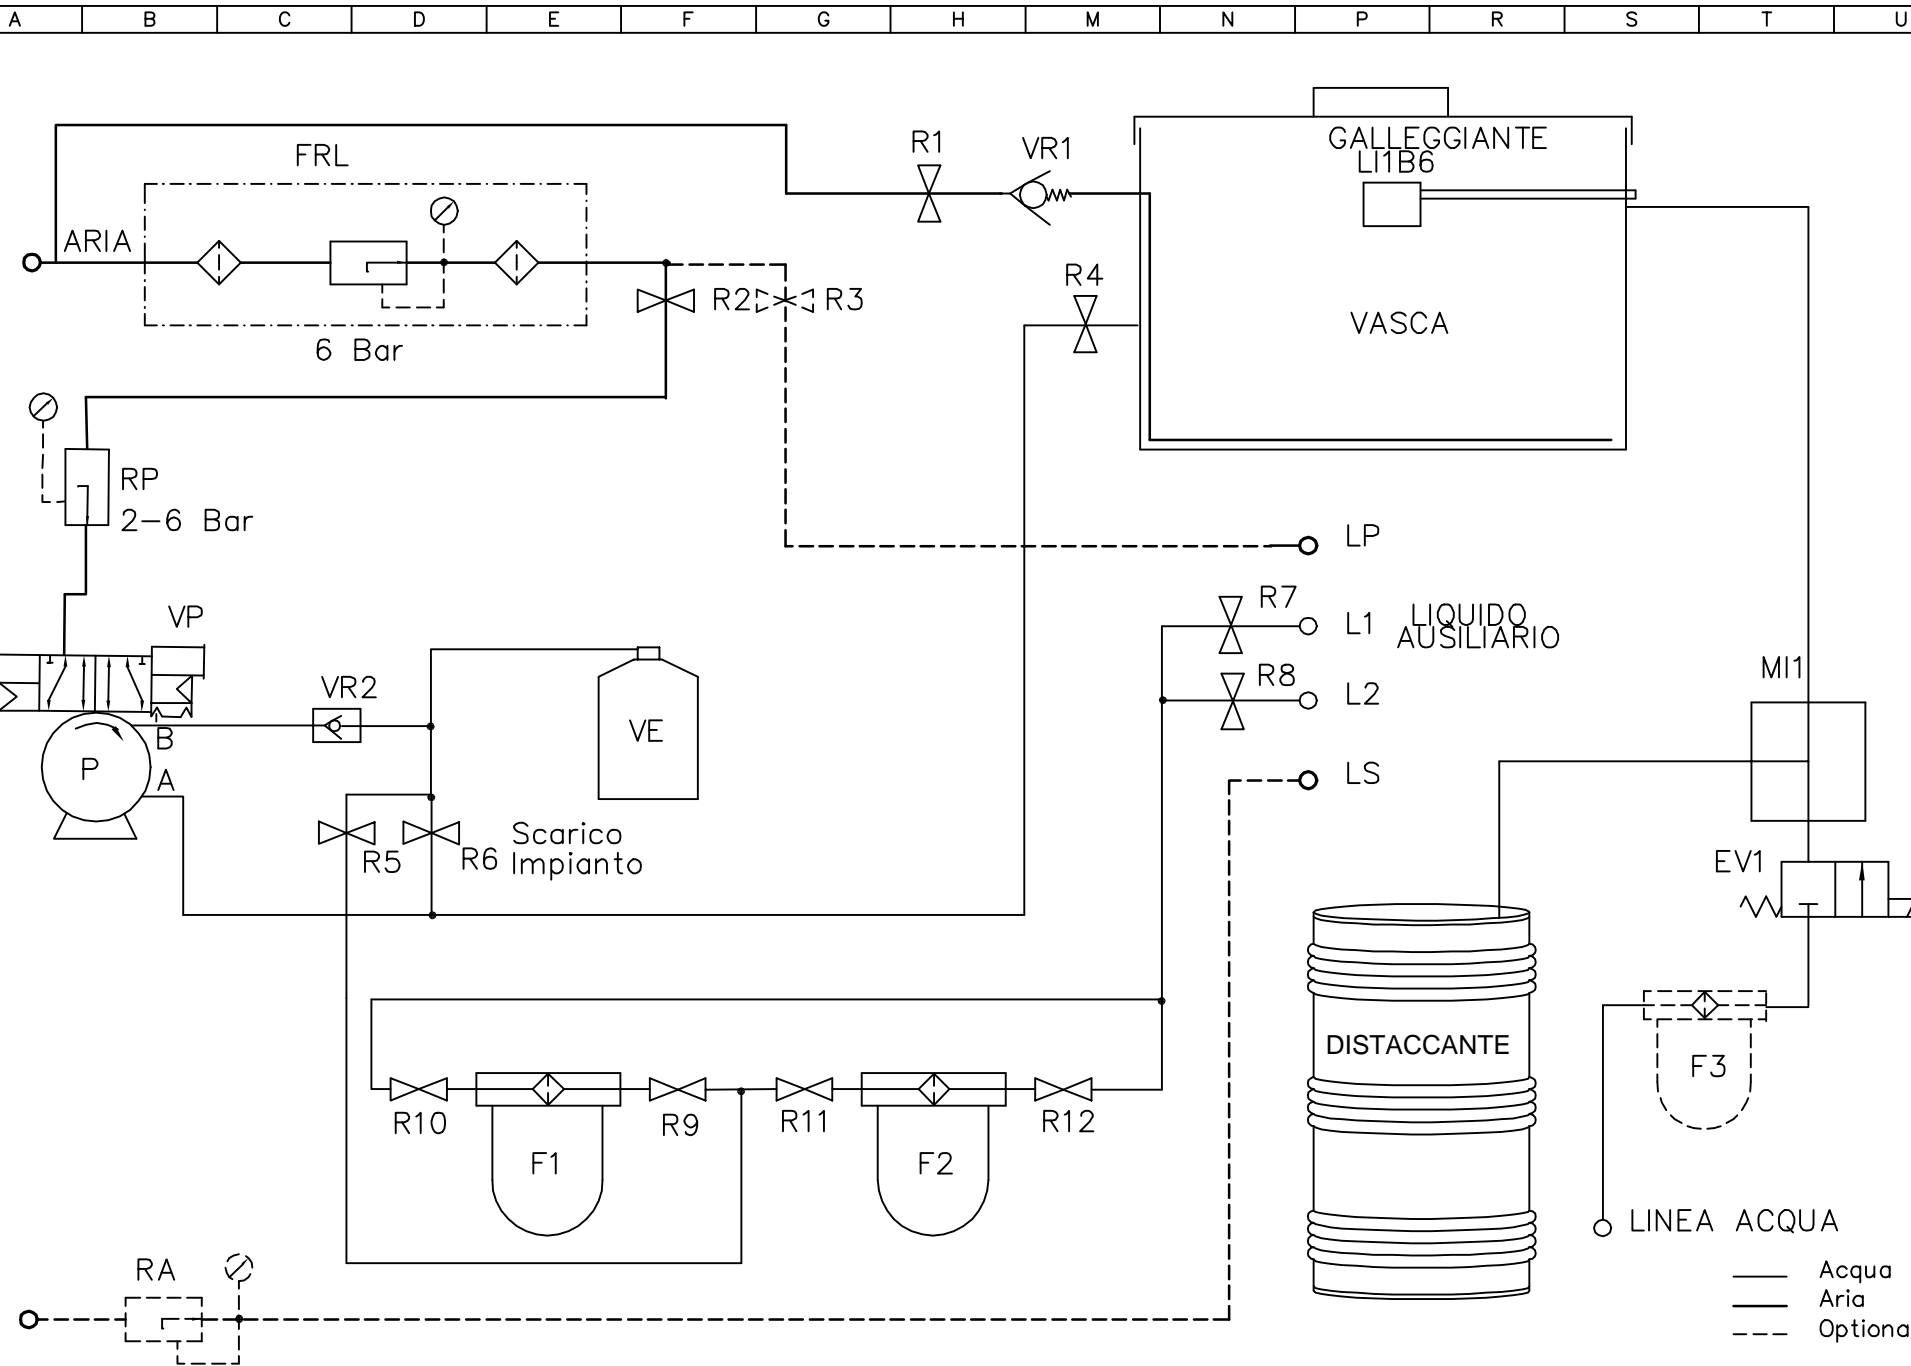 A B C D E F G H M N P R S T U
GALLEGGIANTE
LI1B6
R1
VR1
FRL
ARIA
R4
R2
R3
VASCA
6 Bar
RP
2-6 Bar
LP
R7
L1
LIQUIDO
AUSILIARIO
VP
R8
MI1
VR2
L2
VE
B
P
A
LS
Scarico
Impianto
R5
R6
EV1
DISTACCANTE
F3
R10
R9
R11
R12
F1
F2
LINEA ACQUA
RA
Acqua
Aria
Optiona